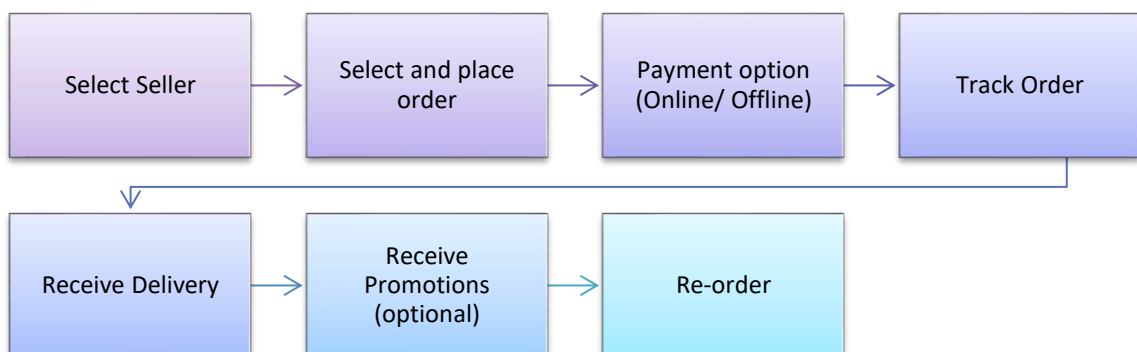 Select Seller
Select and place
order
Payment option
(Online/ Offline)
Track Order
Receive Delivery
Receive
Promotions
(optional)
Re-order